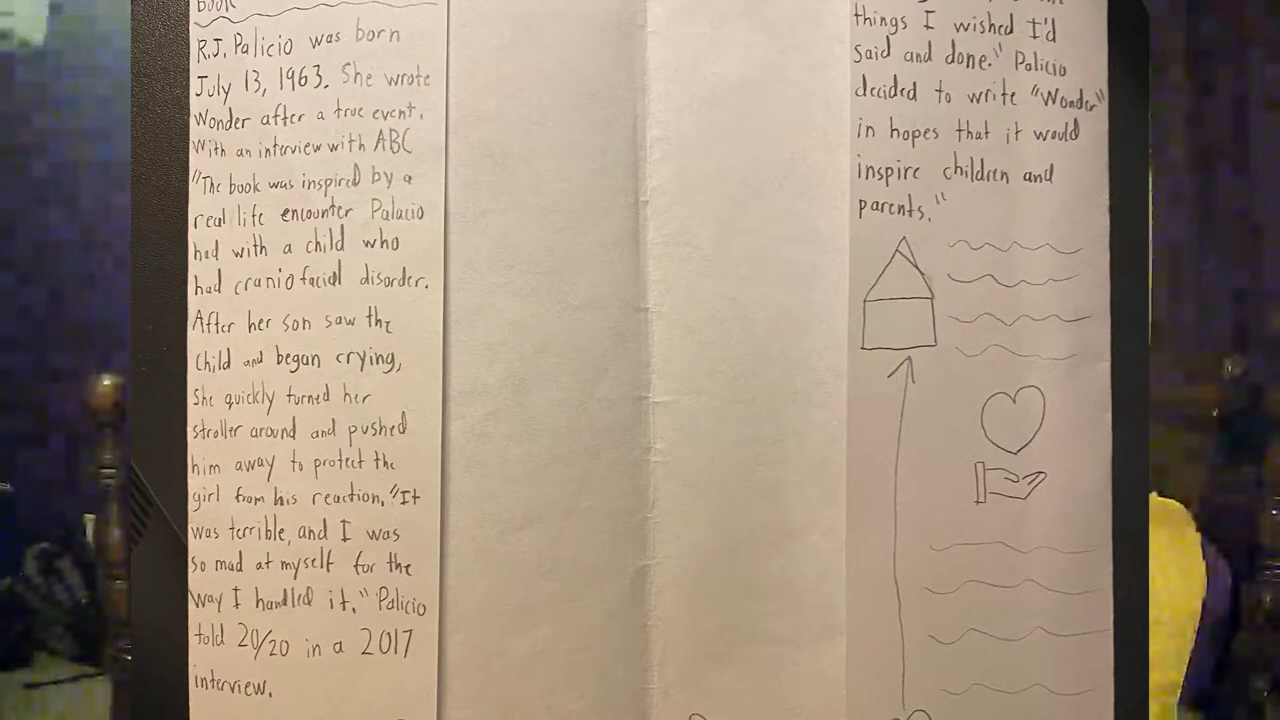 book
R.J. Palicio was born
July 13, 1963. She wrote
Wonder after a true event.
With an interview with ABC
"The book was inspired by a
real life encounter Palacio
had with a child who
had craniofacial disorder.
After her son saw the
child and began crying,
she quickly turned her
stroller around and pushed
him away to protect the
girl from his reaction. "It
was terrible, and I was
so mad at myself for the
way I handled it." Palicio
told 20/20 in a 2017
interview.
things I wished I'd
said and done." Palicio
decided to write "Wonder"
in hopes that it would
inspire children and
parents."